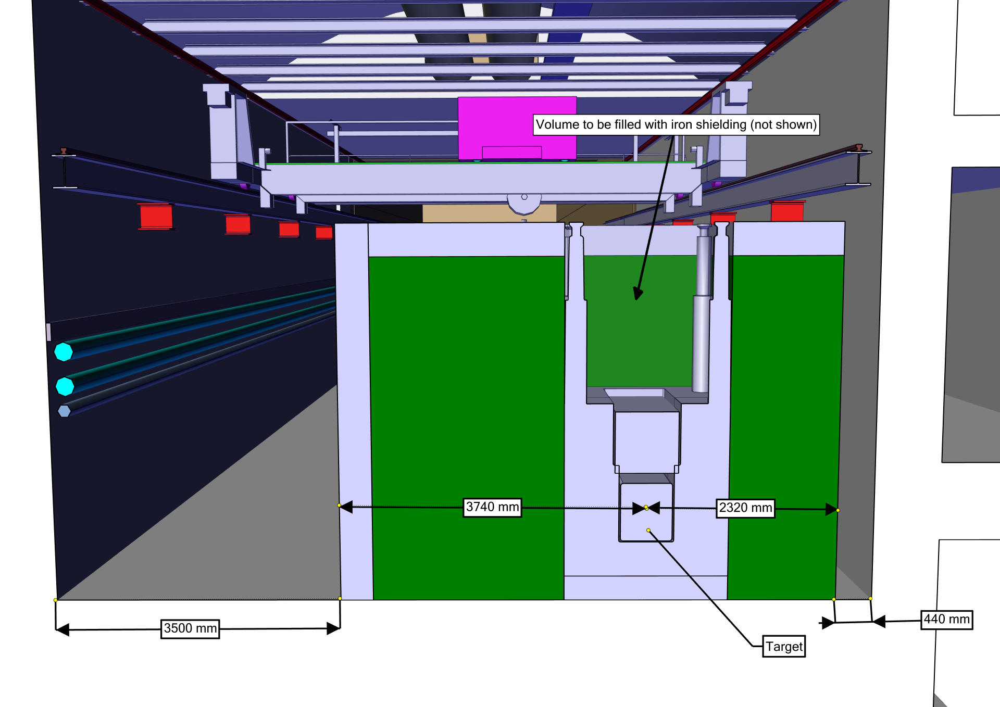 Volume to be filled with iron shielding (not shown)
3740 mm
2320 mm
3500 mm
440 mm
Target